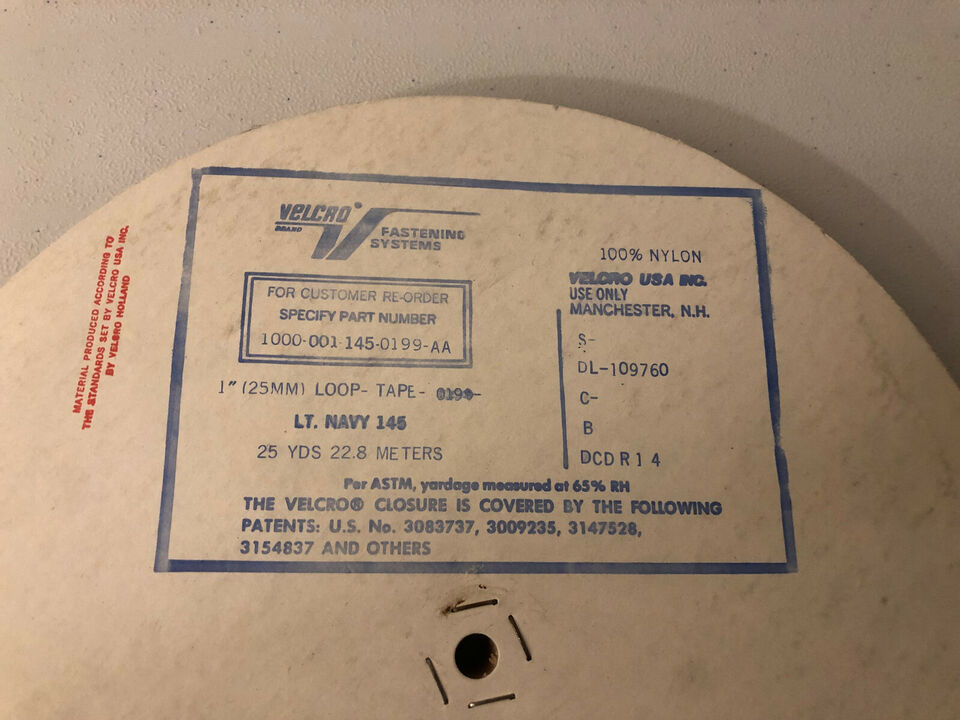 MATERIAL PRODUCED ACCORDING TO
THE STANDARDS SET BY VELCRO USA INC.
BY VELCRO HOLLAND
VELCRO®
BRAND
FASTENING
SYSTEMS
FOR CUSTOMER RE-ORDER
SPECIFY PART NUMBER
1000-001-145-0199-AA
1" (25MM) LOOP- TAPE- 0199-
LT. NAVY 145
25 YDS 22.8 METERS
100% NYLON
VELCRO USA INC.
USE ONLY
MANCHESTER, N.H.
S-
DL-109760
C-
B
DCD R 1 4
Per ASTM, yardage measured at 65% RH
THE VELCRO® CLOSURE IS COVERED BY THE FOLLOWING
PATENTS: U.S. No. 3083737, 3009235, 3147528,
3154837 AND OTHERS